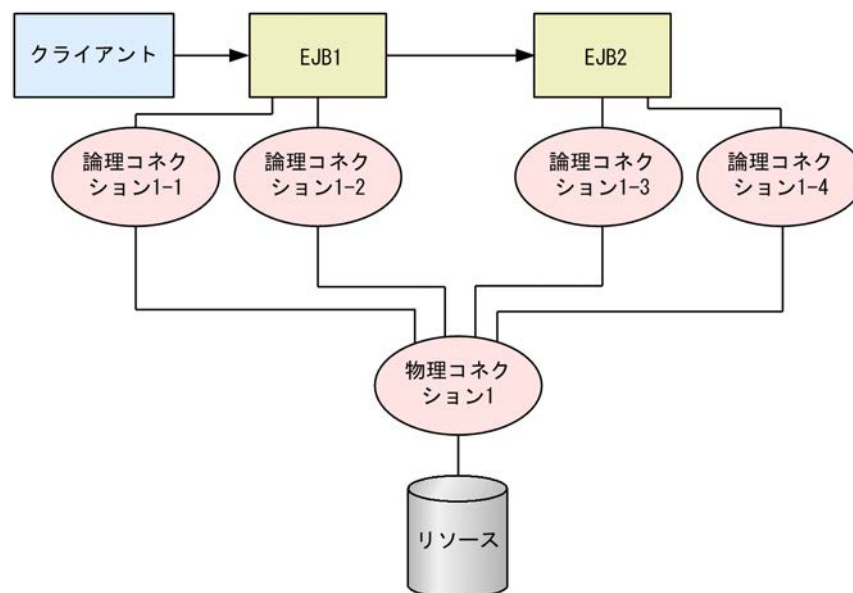 クライアント
EJB1
EJB2
論理コネク
ション1-1
論理コネク
ション1-2
論理コネク
ション1-3
論理コネク
ション1-4
物理コネク
ション1
リソース